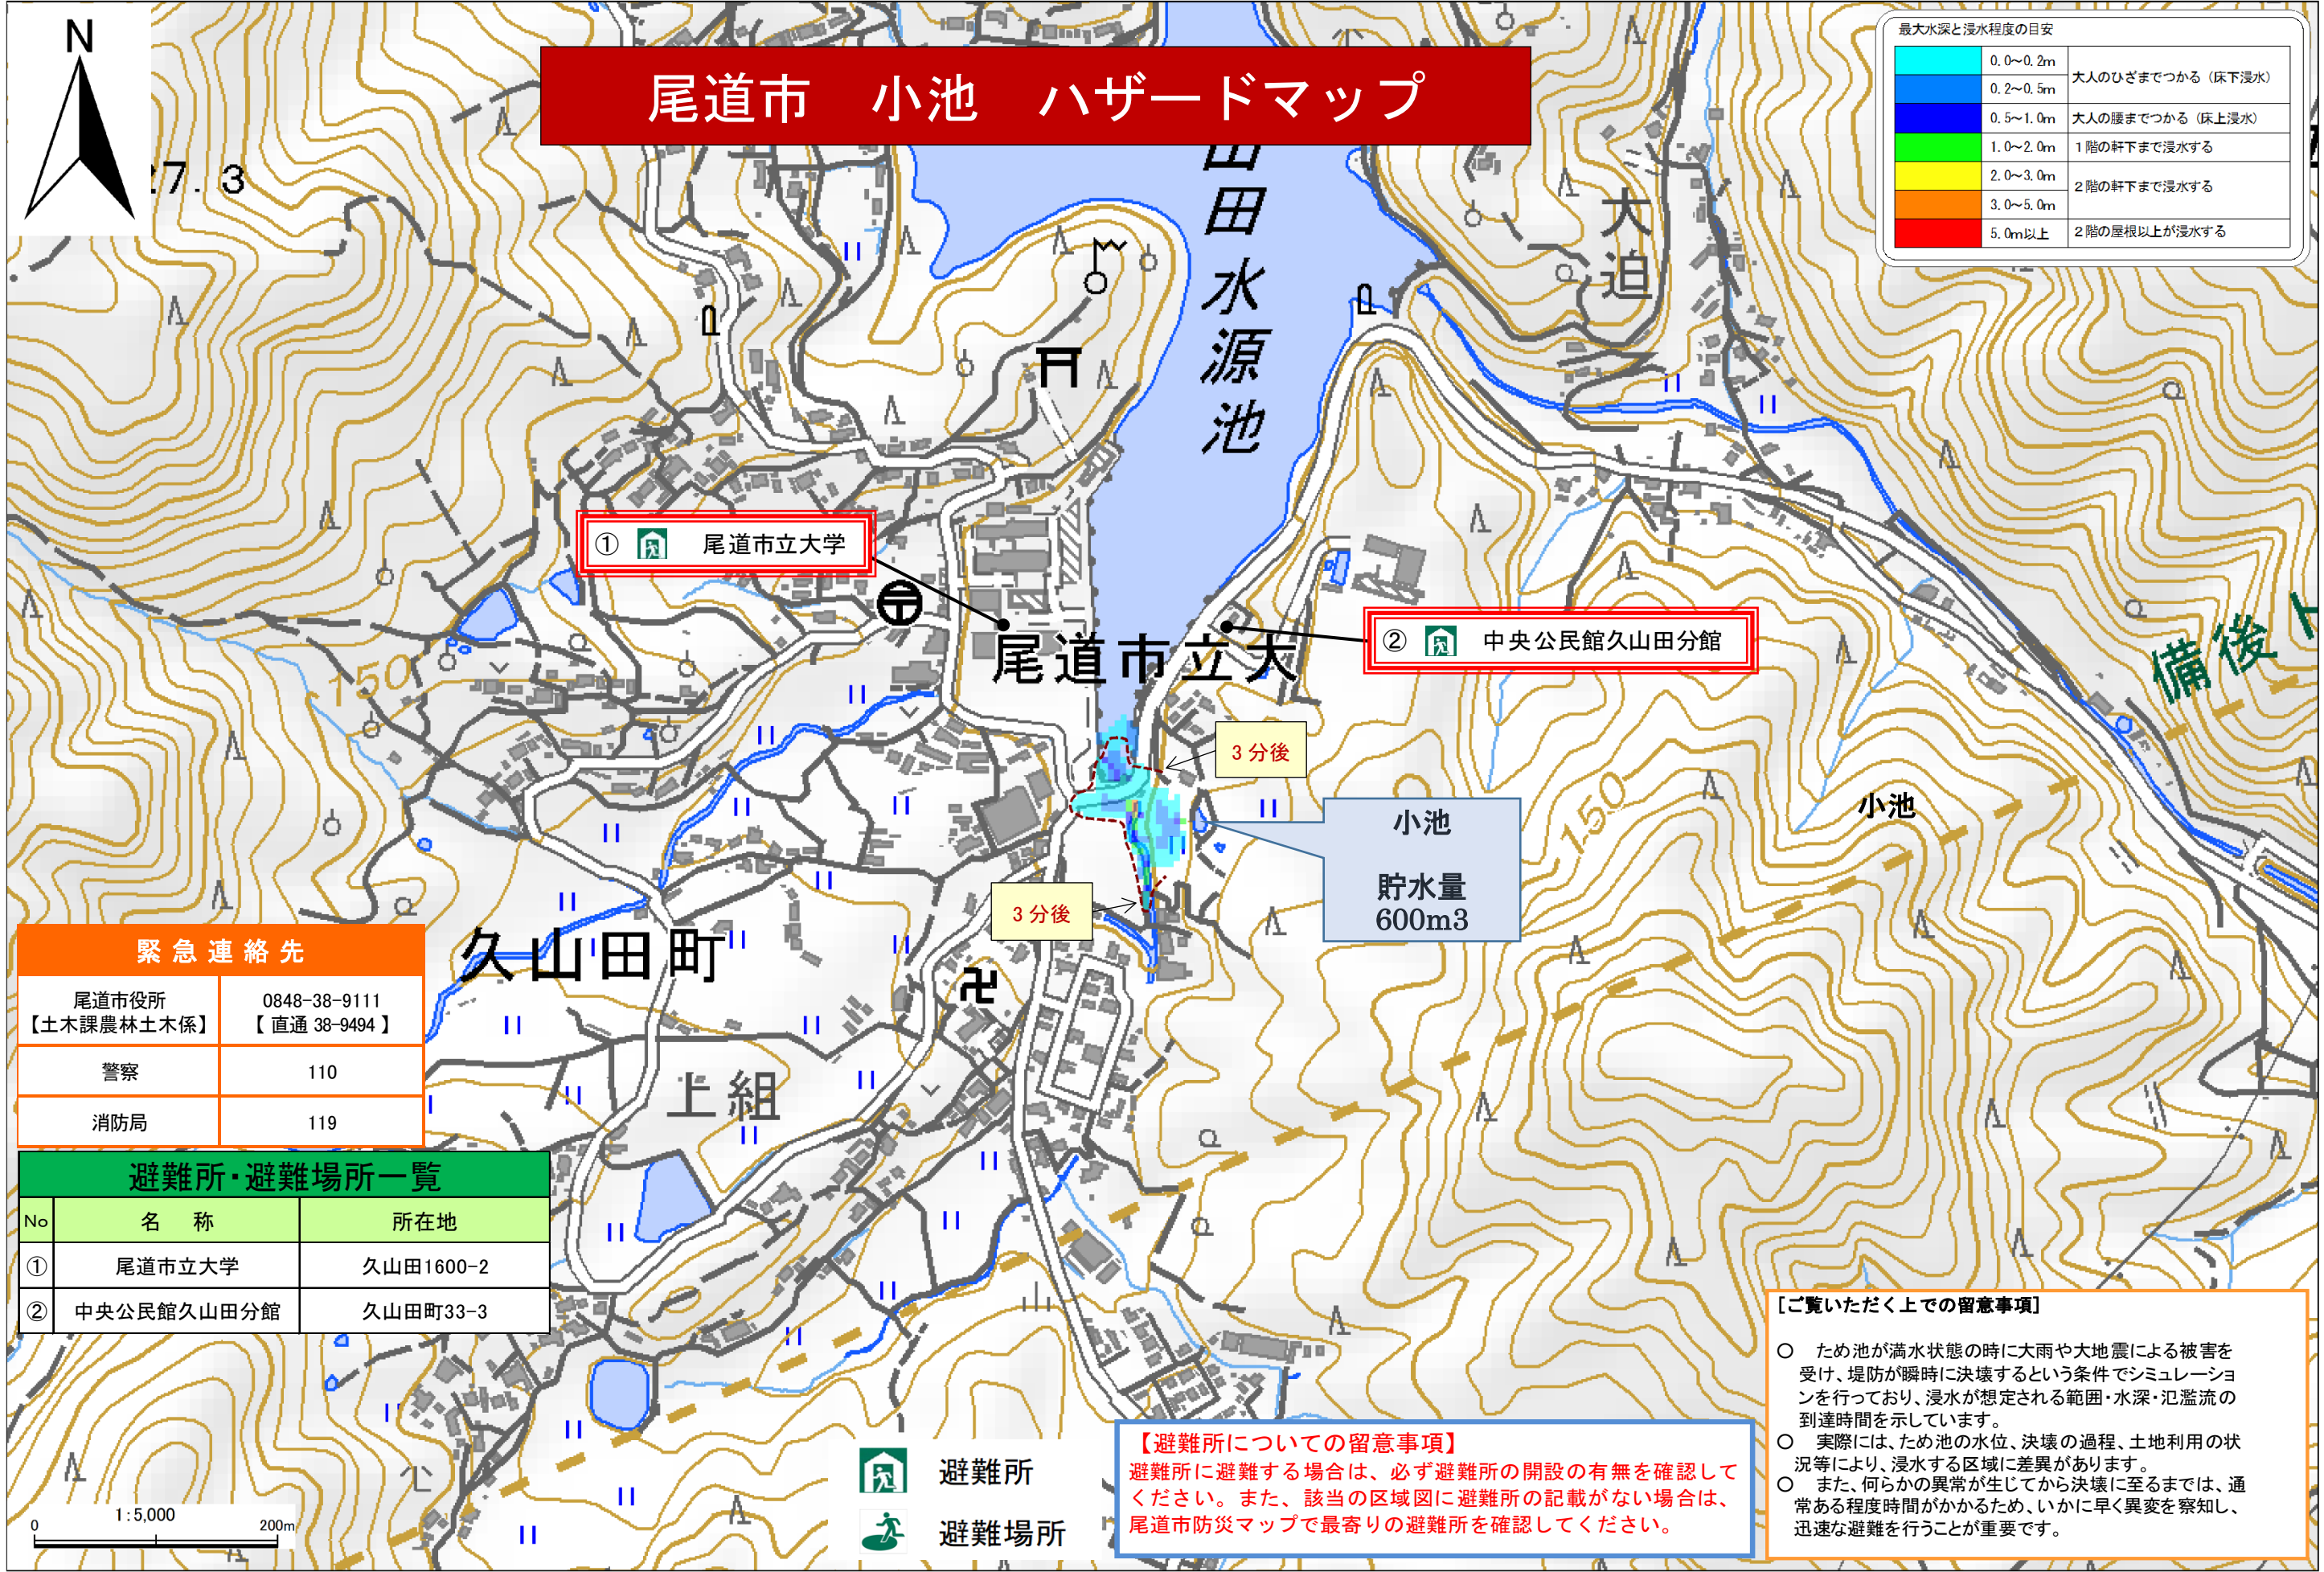 N
尾道市　小池　ハザードマップ
最大水深と浸水程度の目安
0.0～0.2m
大人のひざまでつかる（床下浸水）
0.2～0.5m
0.5～1.0m 大人の腰までつかる（床上浸水）
1.0～2.0m １階の軒下まで浸水する
2.0～3.0m
２階の軒下まで浸水する
3.0～5.0m
5.0m以上 ２階の屋根以上が浸水する
27.3
山田水源池
大迫
① 尾道市立大学
② 中央公民館久山田分館
尾道市立大
備後
150
3分後
小池
貯水量
600m3
小池
150
3分後
久山田町
上組
緊急連絡先
尾道市役所 0848-38-9111
【土木課農林土木係】 【 直通 38-9494 】
警察 110
消防局 119
避難所・避難場所一覧
No 名　称 所在地
① 尾道市立大学 久山田1600-2
② 中央公民館久山田分館 久山田町33-3
1:5,000
0 200m
避難所
避難場所
【避難所についての留意事項】
避難所に避難する場合は、必ず避難所の開設の有無を確認して
ください。また、該当の区域図に避難所の記載がない場合は、
尾道市防災マップで最寄りの避難所を確認してください。
[ご覧いただく上での留意事項]
○　ため池が満水状態の時に大雨や大地震による被害を
受け、堤防が瞬時に決壊するという条件でシミュレーショ
ンを行っており、浸水が想定される範囲・水深・氾濫流の
到達時間を示しています。
○　実際には、ため池の水位、決壊の過程、土地利用の状
況等により、浸水する区域に差異があります。
○　また、何らかの異常が生じてから決壊に至るまでは、通
常ある程度時間がかかるため、いかに早く異変を察知し、
迅速な避難を行うことが重要です。